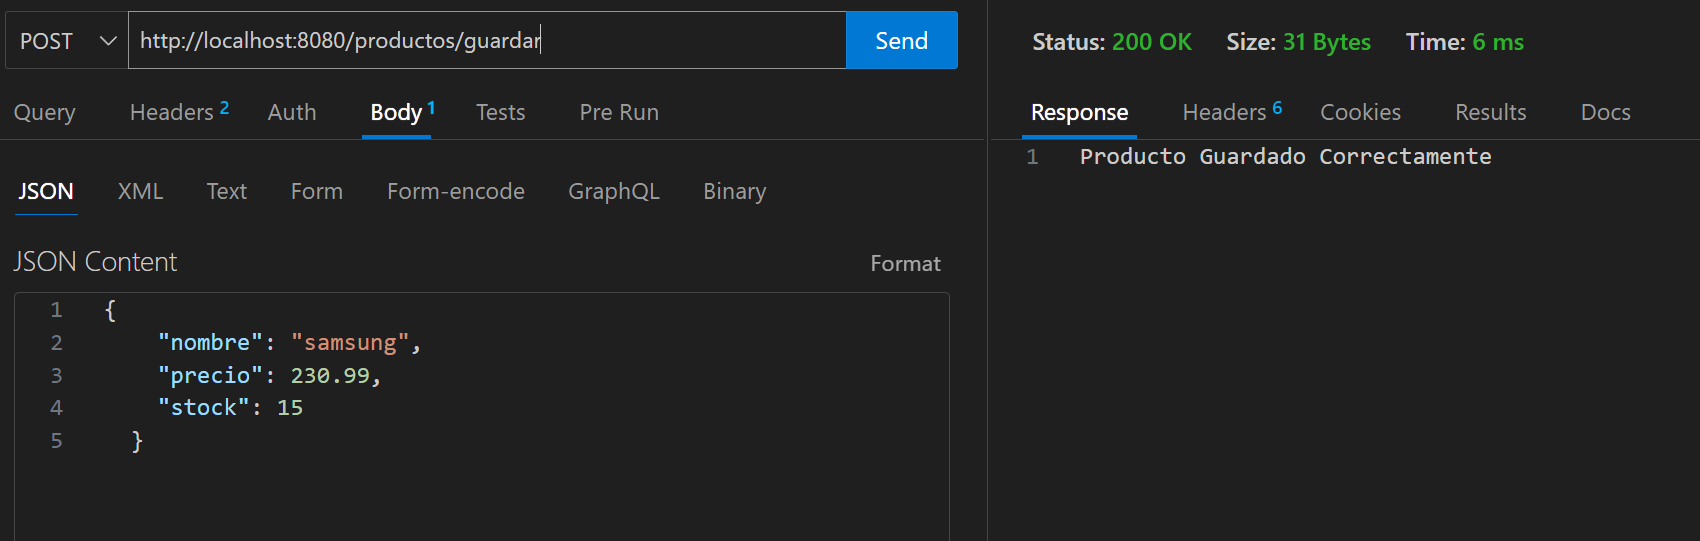 POST http://localhost:8080/productos/guardar Send
Query Headers 2 Auth Body 1 Tests Pre Run
JSON XML Text Form Form-encode GraphQL Binary
JSON Content Format
1 {
2 "nombre": "samsung",
3 "precio": 230.99,
4 "stock": 15
5 }
Status: 200 OK Size: 31 Bytes Time: 6 ms
Response Headers 6 Cookies Results Docs
1 Producto Guardado Correctamente